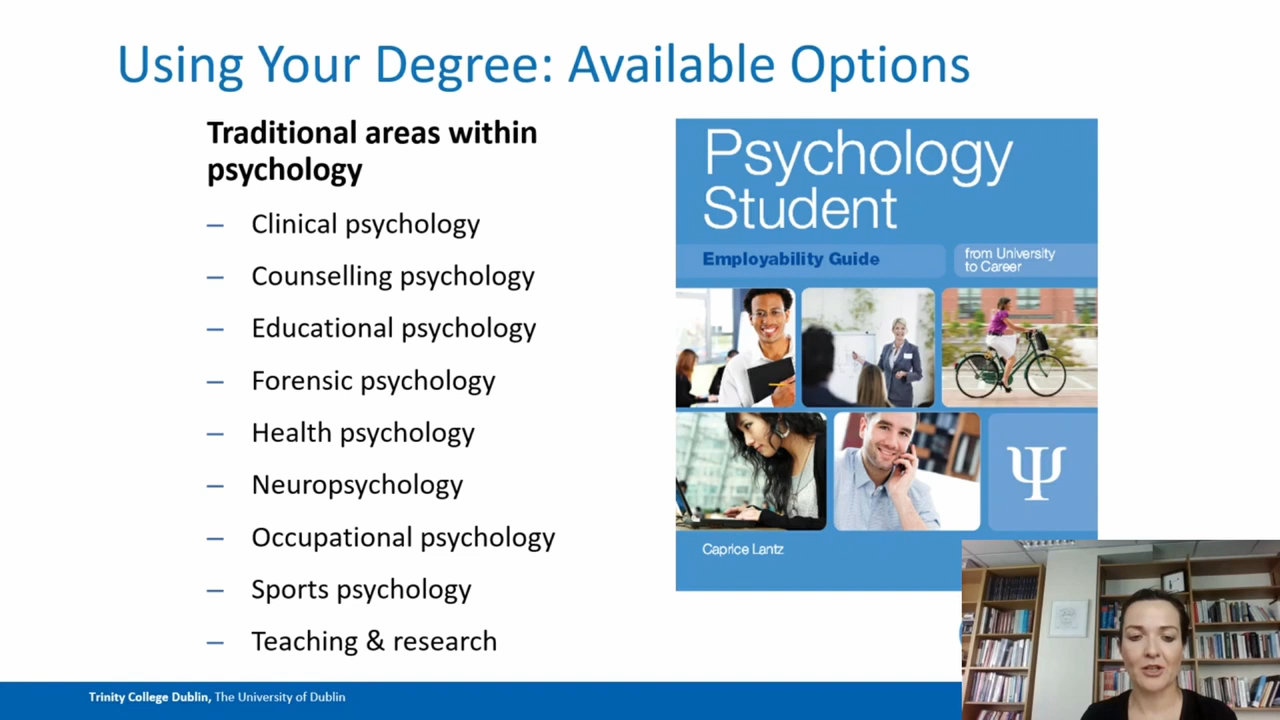 Using Your Degree: Available Options
Traditional areas within
psychology
– Clinical psychology
– Counselling psychology
– Educational psychology
– Forensic psychology
– Health psychology
– Neuropsychology
– Occupational psychology
– Sports psychology
– Teaching & research
Psychology
Student
Employability Guide
from University
to Career
Ψ
Caprice Lantz
Trinity College Dublin, The University of Dublin